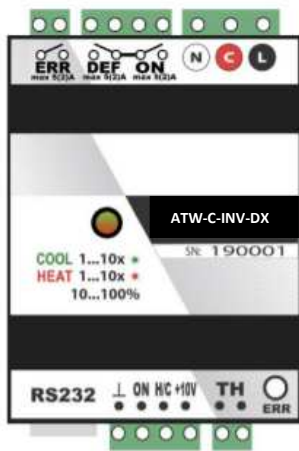 ERR DEF ON N C L
max 5(2)A max 5(2)A max 5(2)A
ATW-C-INV-DX
SN: 190001
COOL 1...10x
HEAT 1...10x
10...100%
RS232 ⊥ ON H/C +10V TH ERR